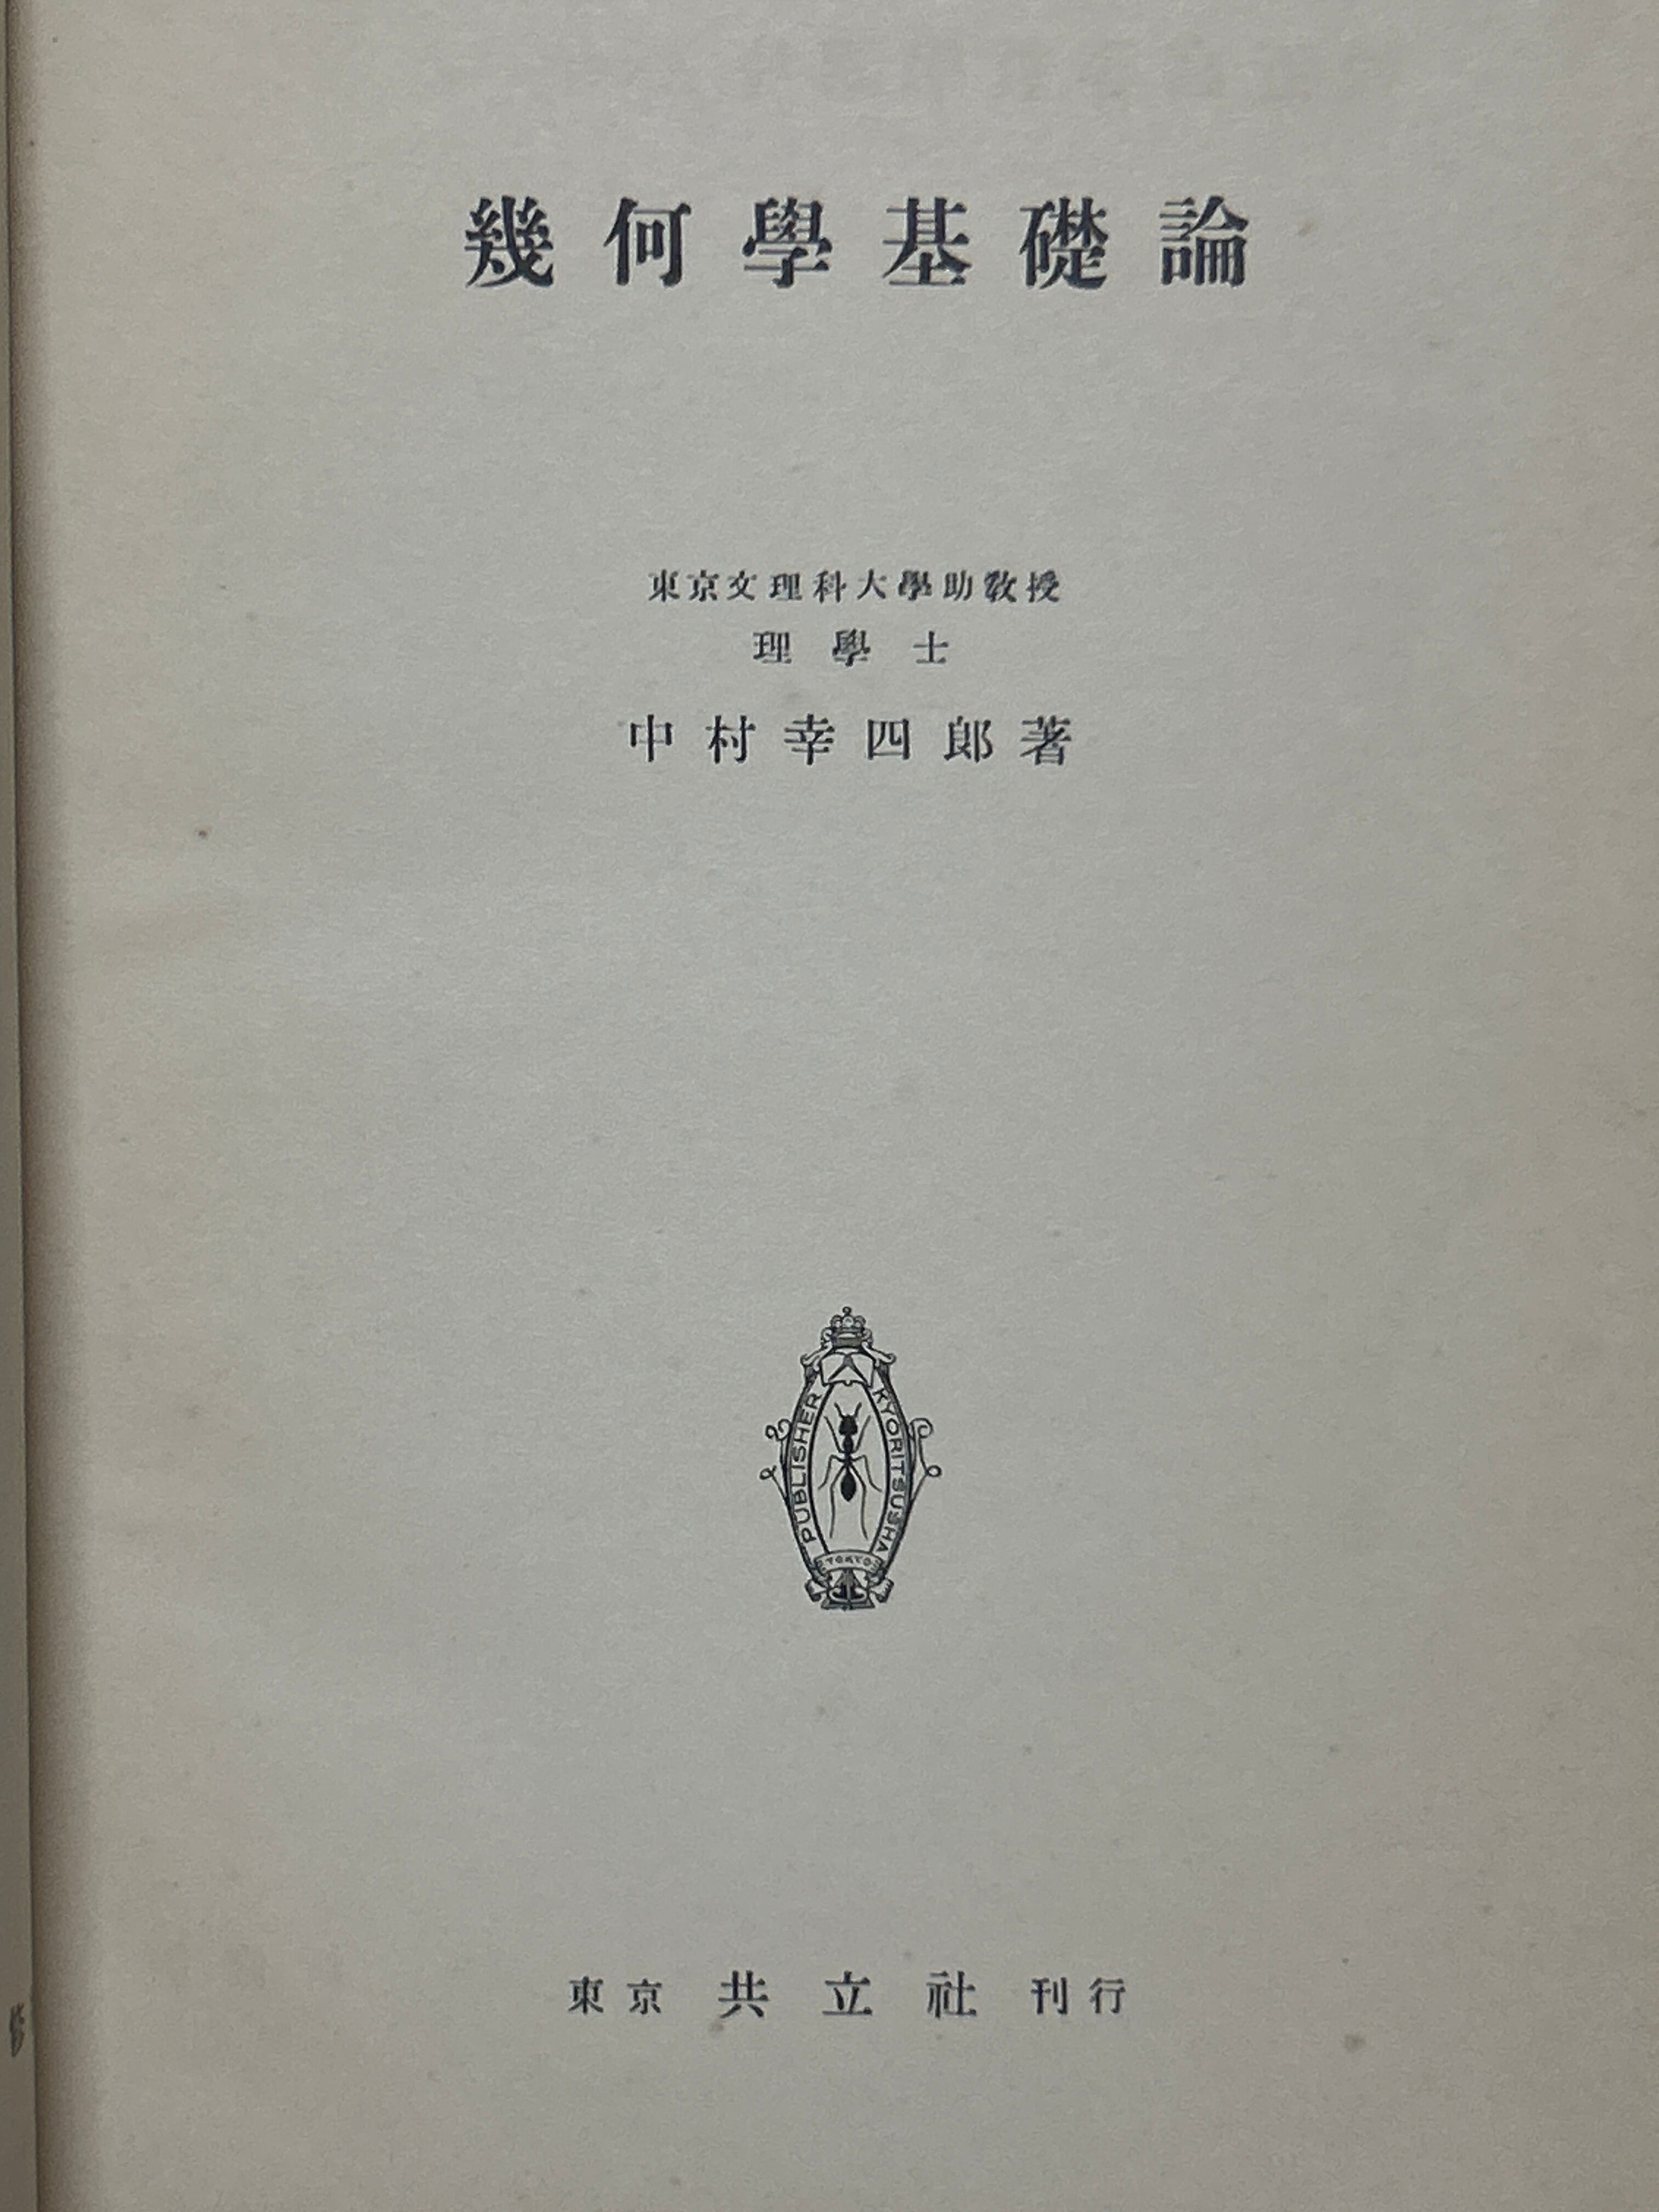 幾何學基礎論
東京文理科大學助教授
理學士
中村幸四郎著
PUBLISHER KYORITSUSHA
TOKYO
東京 共立社 刊行